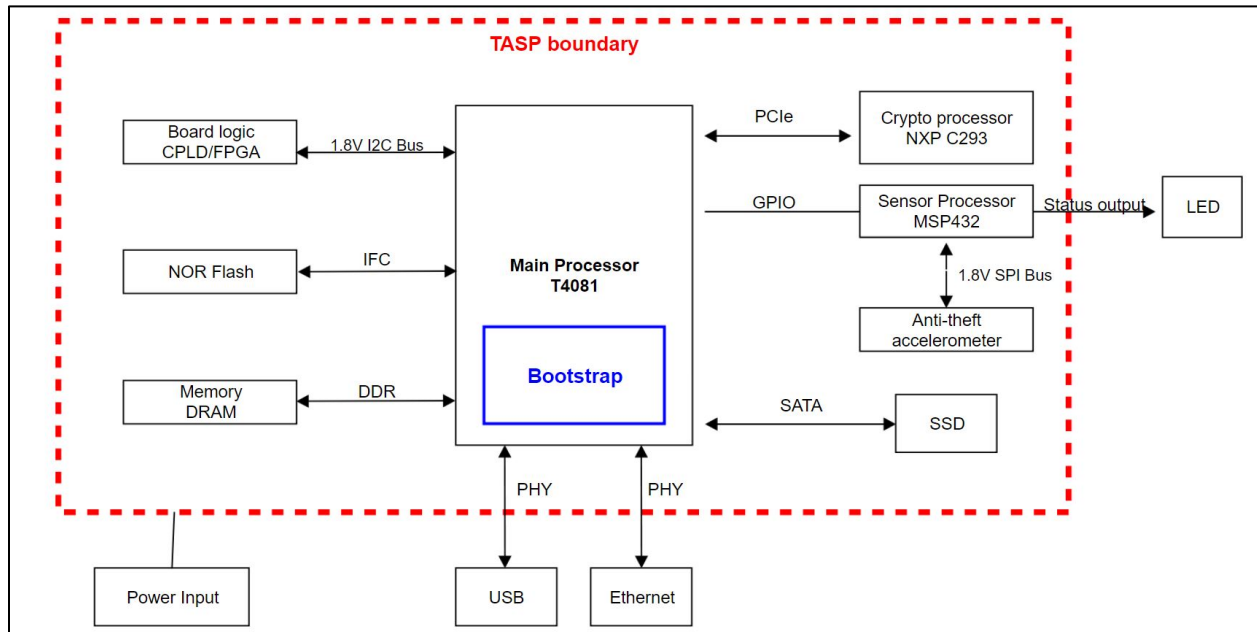 TASP boundary
Board logic
CPLD/FPGA
1.8V I2C Bus
PCIe
Crypto processor
NXP C293
GPIO
Sensor Processor
MSP432
Status output
LED
NOR Flash
IFC
Main Processor
T4081
1.8V SPI Bus
Anti-theft
accelerometer
Bootstrap
Memory
DRAM
DDR
SATA
SSD
PHY
PHY
Power Input
USB
Ethernet